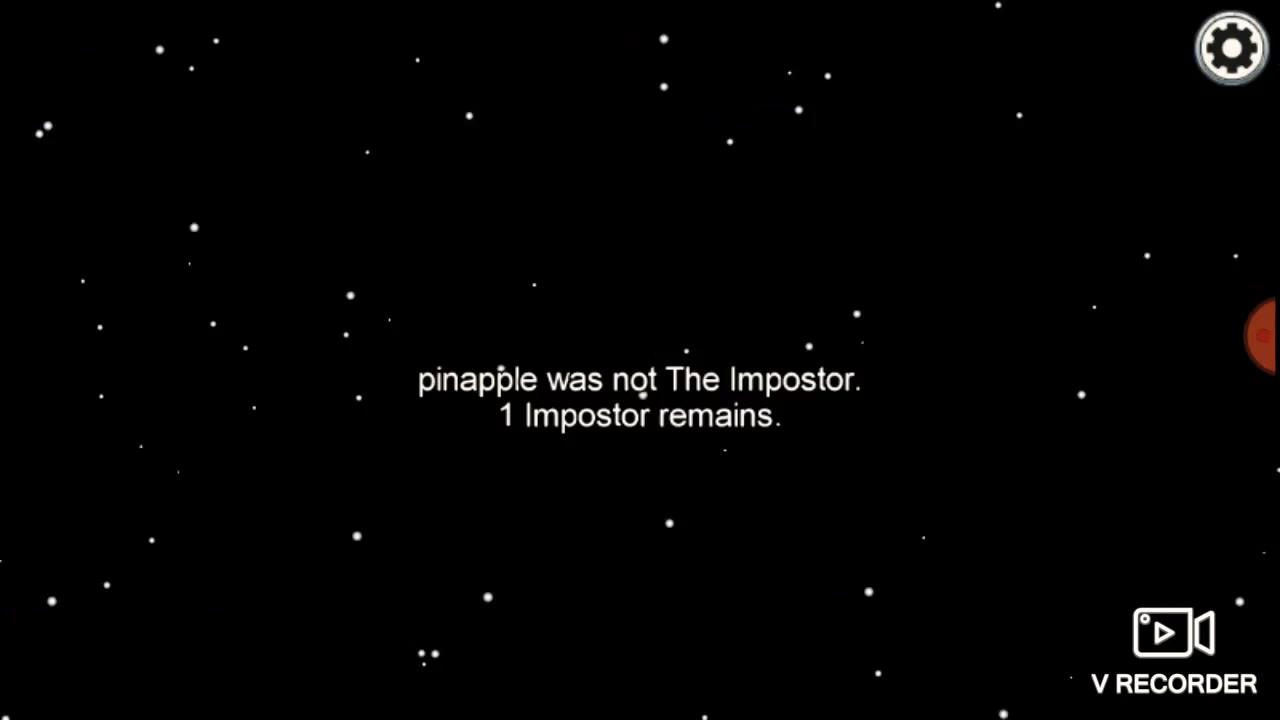 pinapple was not The Impostor.
1 Impostor remains.
V RECORDER